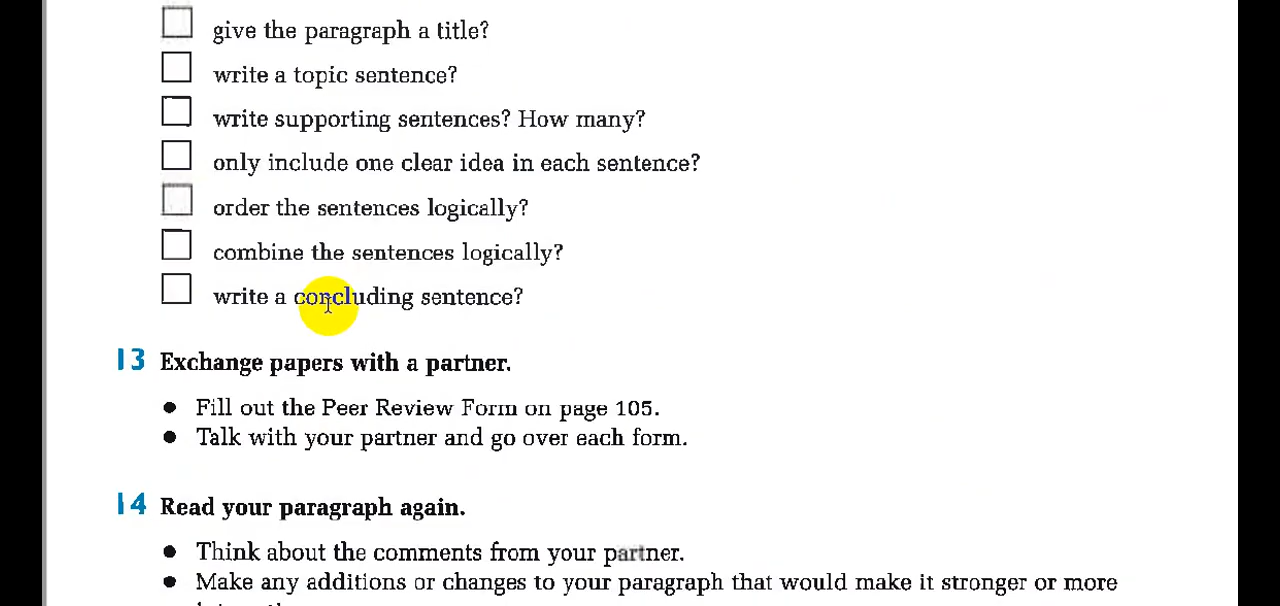 give the paragraph a title?
write a topic sentence?
write supporting sentences? How many?
only include one clear idea in each sentence?
order the sentences logically?
combine the sentences logically?
write a concluding sentence?
13 Exchange papers with a partner.
• Fill out the Peer Review Form on page 105.
• Talk with your partner and go over each form.
14 Read your paragraph again.
• Think about the comments from your partner.
• Make any additions or changes to your paragraph that would make it stronger or more